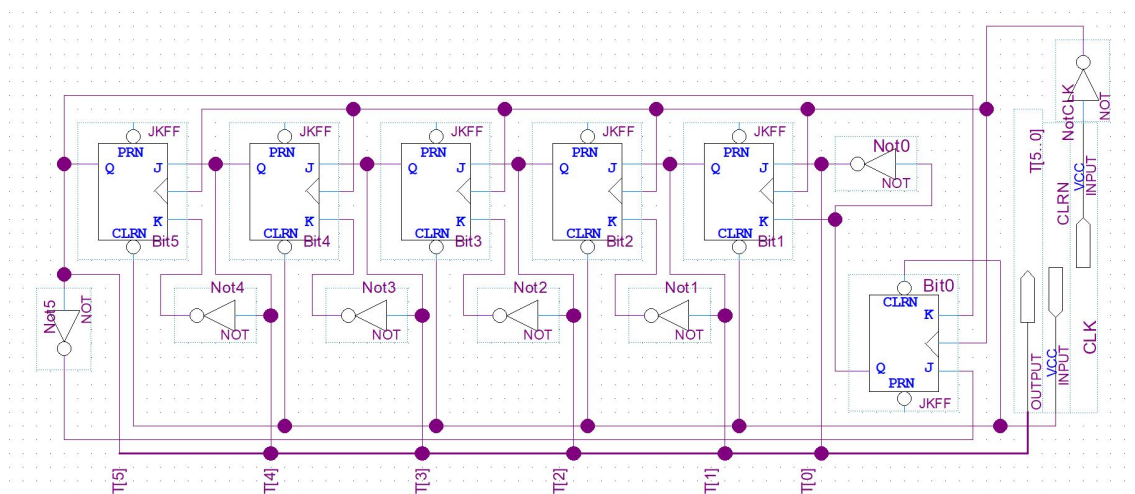 JKFF
PRN
Q
J
K
CLRN
Bit5
JKFF
PRN
Q
J
K
CLRN
Bit4
JKFF
PRN
Q
J
K
CLRN
Bit3
JKFF
PRN
Q
J
K
CLRN
Bit2
JKFF
PRN
Q
J
K
CLRN
Bit1
Not0
NOT
NotCLK
NOT
T[5..0]
OUTPUT
CLRN
VCC
INPUT
VCC
INPUT
CLK
Bit0
CLRN
K
Q
J
PRN
JKFF
Not5
NOT
Not4
NOT
Not3
NOT
Not2
NOT
Not1
NOT
T[5]
T[4]
T[3]
T[2]
T[1]
T[0]